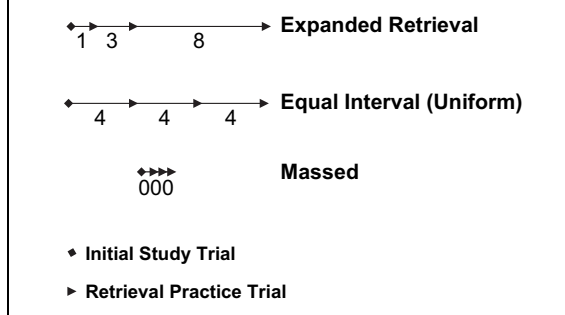 Expanded Retrieval
1 3 8
Equal Interval (Uniform)
4 4 4
Massed
000
Initial Study Trial
Retrieval Practice Trial